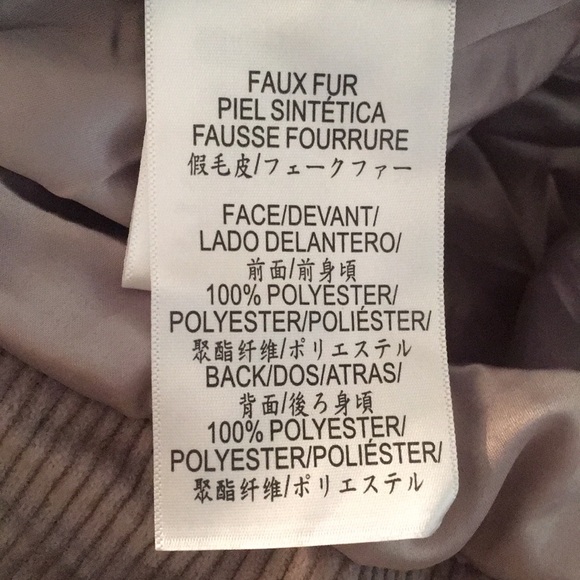 FAUX FUR
PIEL SINTÉTICA
FAUSSE FOURRURE
假毛皮/フェークファー
FACE/DEVANT/
LADO DELANTERO/
前面/前身頃
100% POLYESTER/
POLYESTER/POLIÉSTER/
聚酯纤维/ポリエステル
BACK/DOS/ATRAS/
背面/後ろ身頃
100% POLYESTER/
POLYESTER/POLIÉSTER/
聚酯纤维/ポリエステル